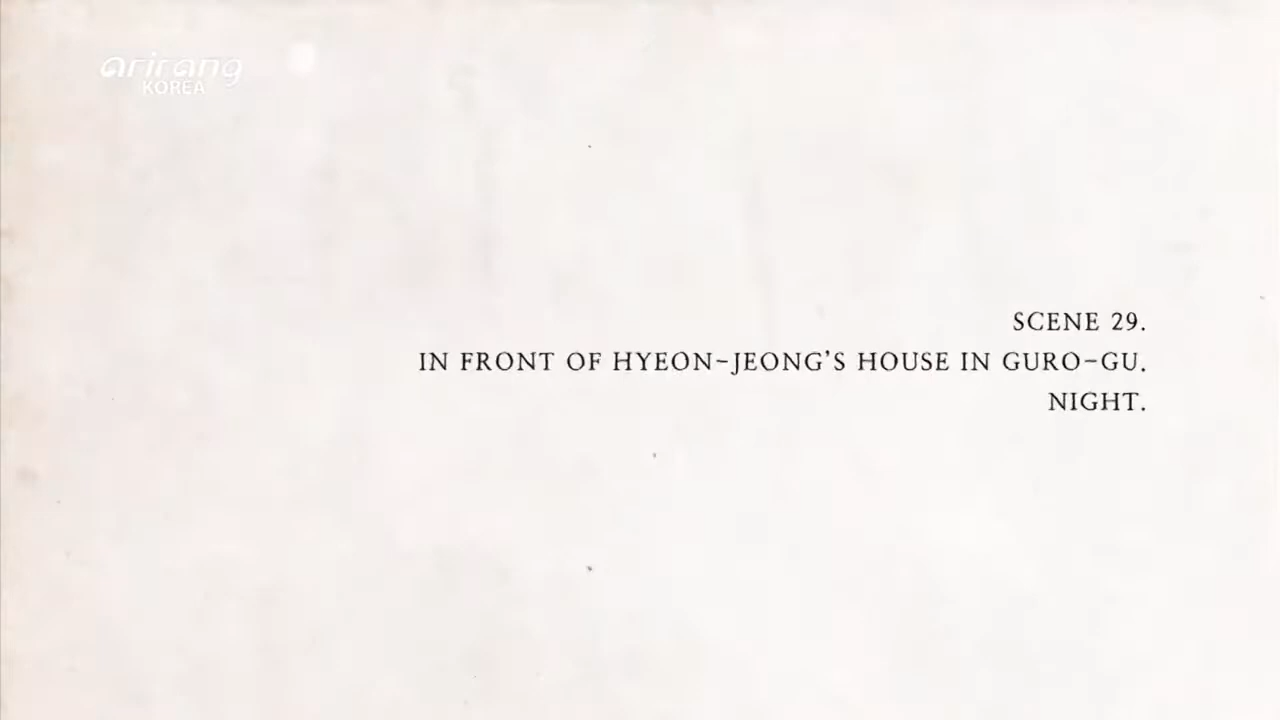 arirang
KOREA
SCENE 29.
IN FRONT OF HYEON-JEONG'S HOUSE IN GURO-GU.
NIGHT.